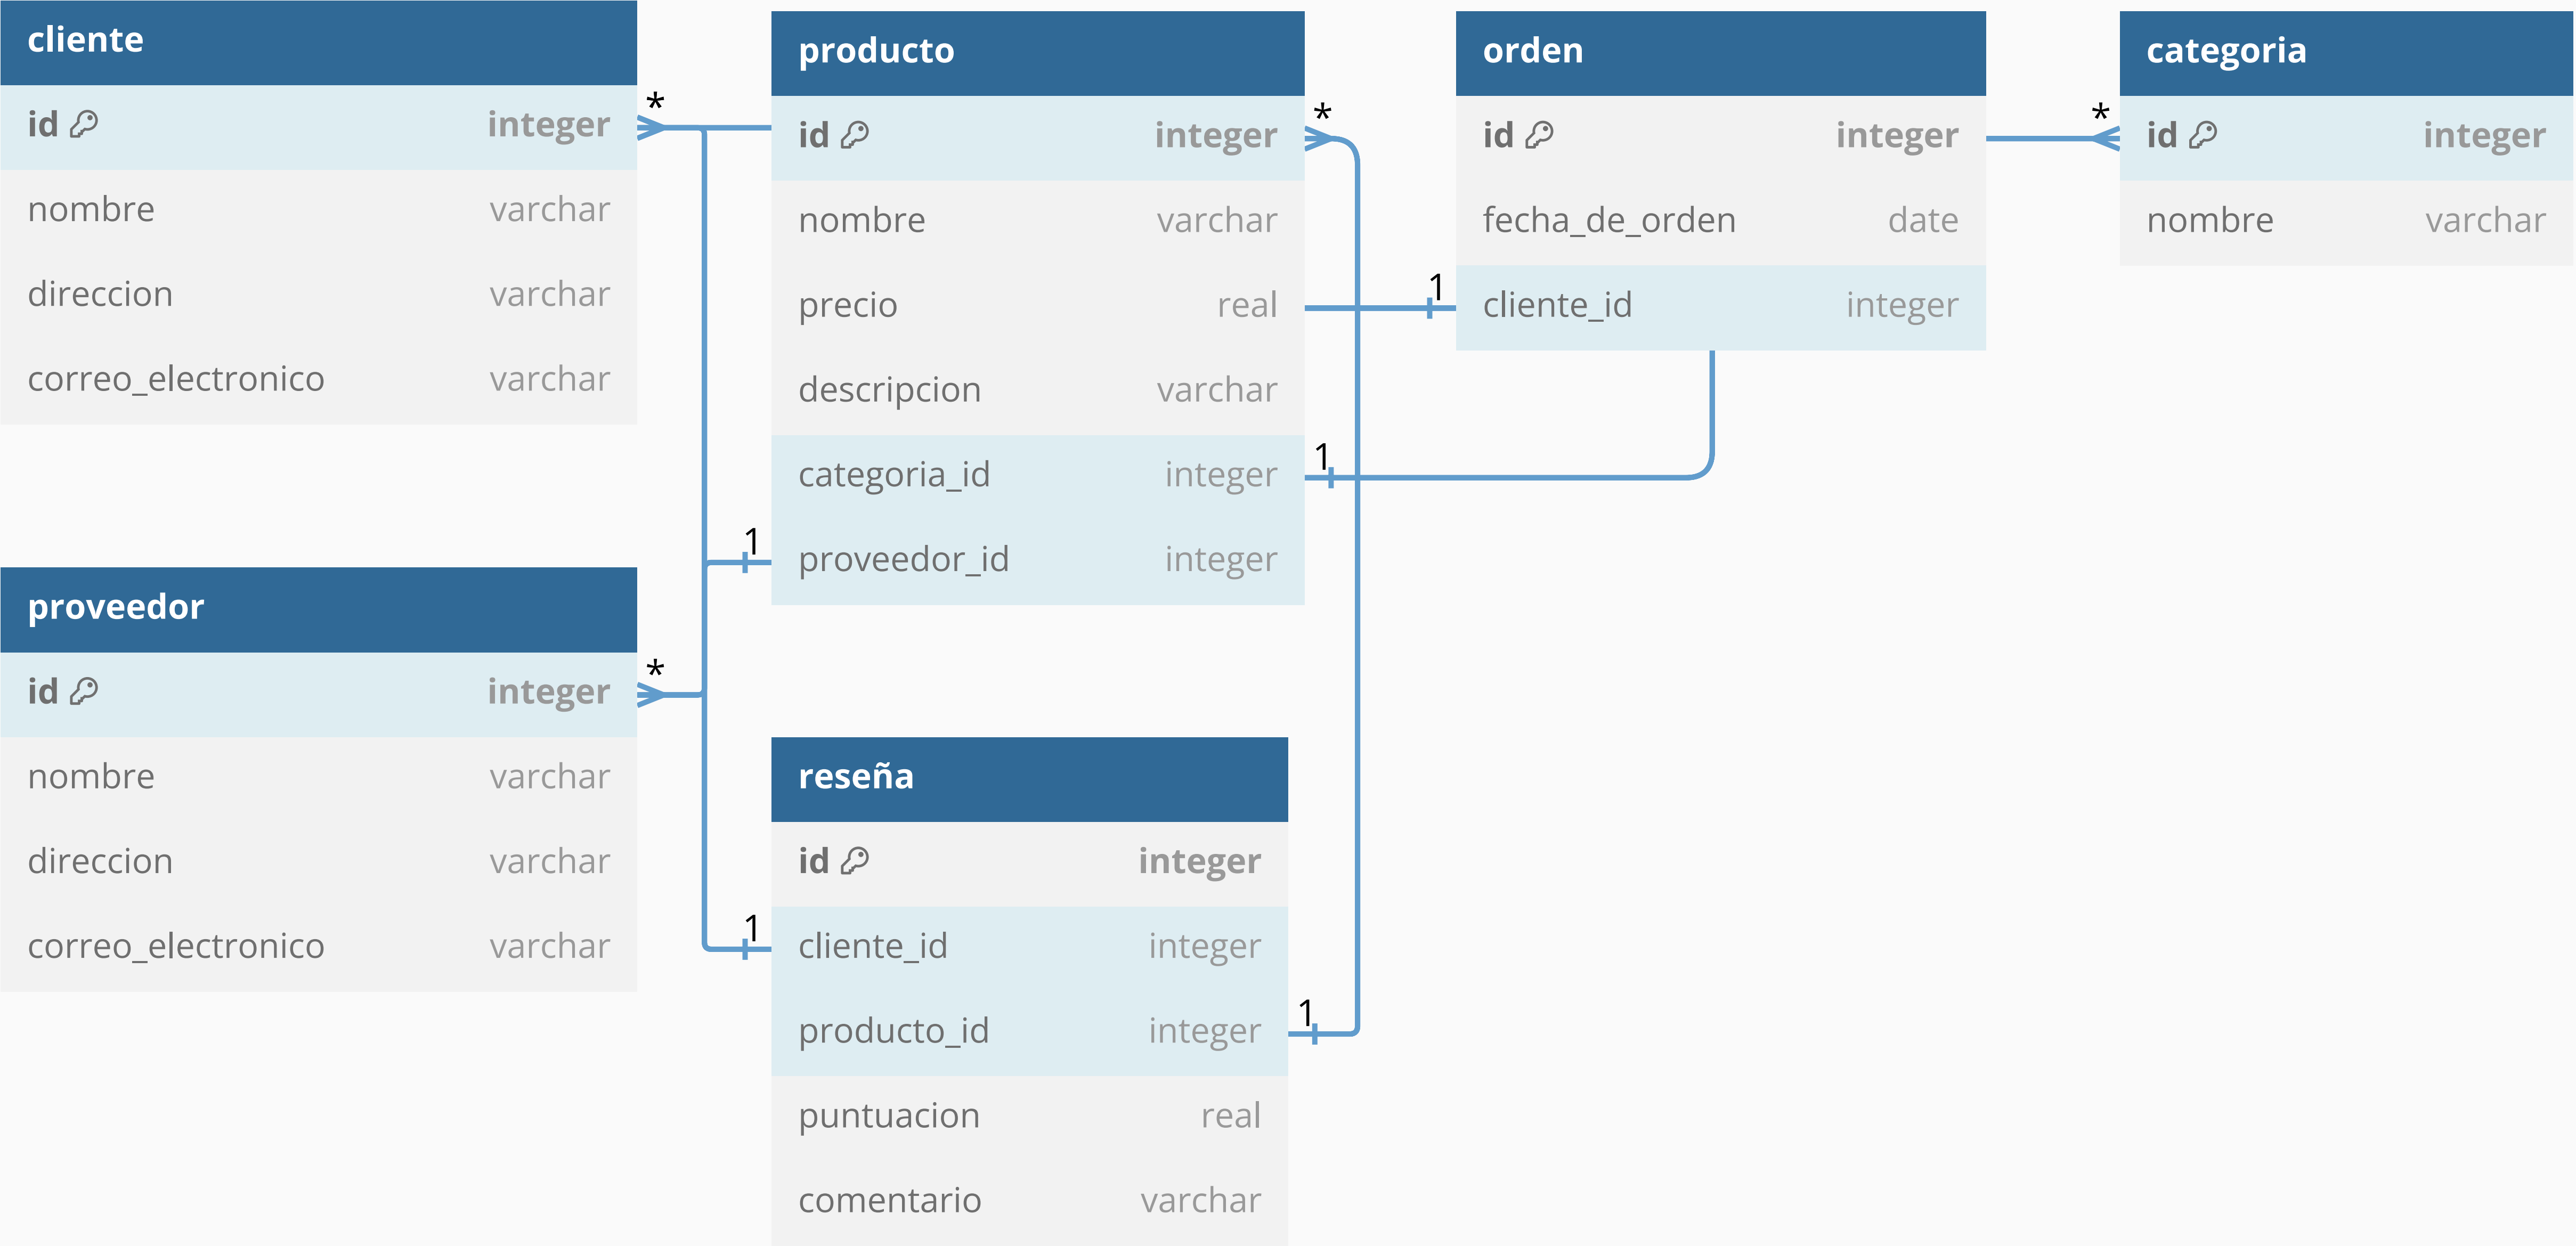 cliente
id integer
nombre varchar
direccion varchar
correo_electronico varchar
*
producto
id integer
nombre varchar
precio real
descripcion varchar
categoria_id integer
proveedor_id integer
*
1
1
orden
id integer
fecha_de_orden date
cliente_id integer
1
categoria
id integer
nombre varchar
*
proveedor
id integer
nombre varchar
direccion varchar
correo_electronico varchar
*
reseña
id integer
cliente_id integer
producto_id integer
puntuacion real
comentario varchar
1
1